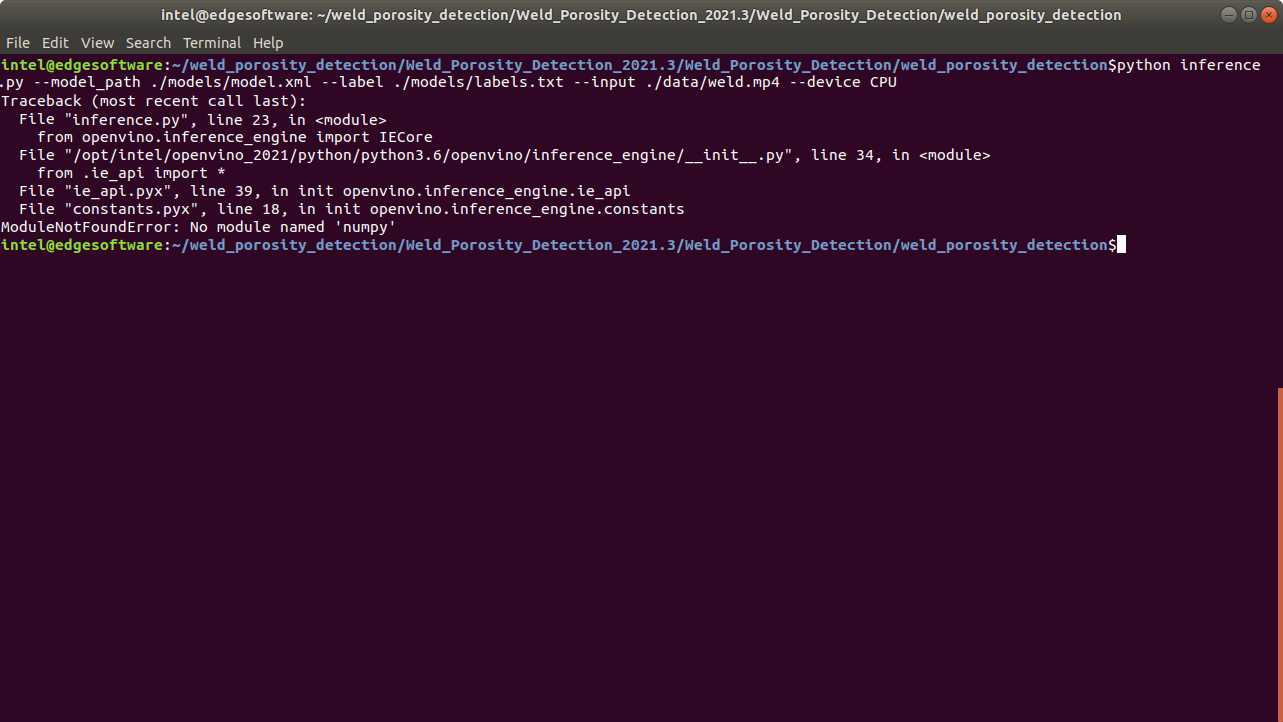 intel@edgesoftware: ~/weld_porosity_detection/Weld_Porosity_Detection_2021.3/Weld_Porosity_Detection/weld_porosity_detection
File Edit View Search Terminal Help
intel@edgesoftware:~/weld_porosity_detection/Weld_Porosity_Detection_2021.3/Weld_Porosity_Detection/weld_porosity_detection$python inference
.py --model_path ./models/model.xml --label ./models/labels.txt --input ./data/weld.mp4 --device CPU
Traceback (most recent call last):
  File "inference.py", line 23, in <module>
    from openvino.inference_engine import IECore
  File "/opt/intel/openvino_2021/python/python3.6/openvino/inference_engine/__init__.py", line 34, in <module>
    from .ie_api import *
  File "ie_api.pyx", line 39, in init openvino.inference_engine.ie_api
  File "constants.pyx", line 18, in init openvino.inference_engine.constants
ModuleNotFoundError: No module named 'numpy'
intel@edgesoftware:~/weld_porosity_detection/Weld_Porosity_Detection_2021.3/Weld_Porosity_Detection/weld_porosity_detection$